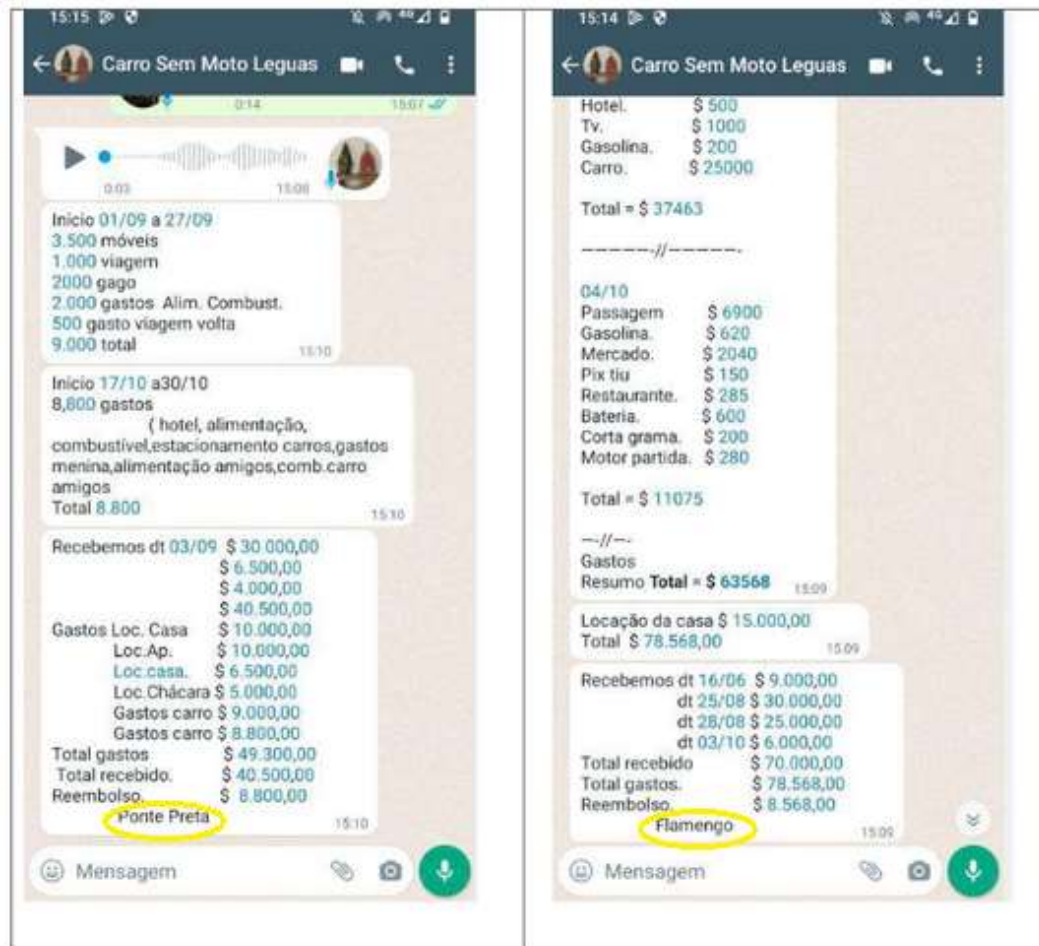 15:15
Carro Sem Moto Leguas
0:14 15:07
0:03 15:08
Inicio 01/09 a 27/09
3.500 móveis
1.000 viagem
2000 gago
2.000 gastos Alim. Combust.
500 gasto viagem volta
9.000 total
15:10
Inicio 17/10 a30/10
8,800 gastos
( hotel, alimentação,
combustível,estacionamento carros,gastos
menina,alimentação amigos,comb.carro
amigos
Total 8.800
15:10
Recebemos dt 03/09 $ 30 000,00
$ 6.500,00
$ 4.000,00
$ 40.500,00
Gastos Loc. Casa $ 10.000,00
Loc.Ap. $ 10.000,00
Loc.casa. $ 6.500,00
Loc.Chácara $ 5.000,00
Gastos carro $ 9.000,00
Gastos carro $ 8.800,00
Total gastos $ 49.300,00
Total recebido. $ 40.500,00
Reembolso. $ 8.800,00
Ponte Preta
15:10
Mensagem
15:14
Carro Sem Moto Leguas
Hotel. $ 500
Tv. $ 1000
Gasolina. $ 200
Carro. $ 25000
Total = $ 37463
—————-//—————-.
04/10
Passagem $ 6900
Gasolina. $ 620
Mercado: $ 2040
Pix tiu $ 150
Restaurante. $ 285
Bateria. $ 600
Corta grama. $ 200
Motor partida. $ 280
Total = $ 11075
—-//—-.
Gastos
Resumo Total = $ 63568
15:09
Locação da casa $ 15.000,00
Total $ 78.568,00
15:09
Recebemos dt 16/06 $ 9.000,00
dt 25/08 $ 30.000,00
dt 28/08 $ 25.000,00
dt 03/10 $ 6.000,00
Total recebido $ 70.000,00
Total gastos. $ 78.568,00
Reembolso. $ 8.568,00
Flamengo
15:09
Mensagem